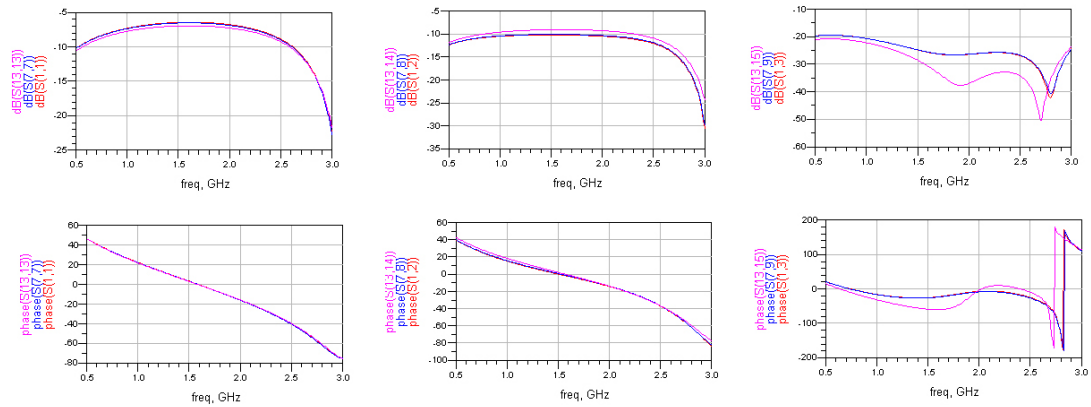 dB(S(13,13))
dB(S(7,7))
dB(S(1,1))
-5
-10
-15
-20
-25
0.5 1.0 1.5 2.0 2.5 3.0
freq, GHz
dB(S(13,14))
dB(S(7,8))
dB(S(1,2))
-5
-10
-15
-20
-25
-30
-35
0.5 1.0 1.5 2.0 2.5 3.0
freq, GHz
dB(S(13,15))
dB(S(7,9))
dB(S(1,3))
-10
-20
-30
-40
-50
-60
0.5 1.0 1.5 2.0 2.5 3.0
freq, GHz
phase(S(13,13))
phase(S(7,7))
phase(S(1,1))
60
40
20
0
-20
-40
-60
-80
0.5 1.0 1.5 2.0 2.5 3.0
freq, GHz
phase(S(13,14))
phase(S(7,8))
phase(S(1,2))
60
40
20
0
-20
-40
-60
-80
-100
0.5 1.0 1.5 2.0 2.5 3.0
freq, GHz
phase(S(13,15))
phase(S(7,9))
phase(S(1,3))
200
100
0
-100
-200
0.5 1.0 1.5 2.0 2.5 3.0
freq, GHz